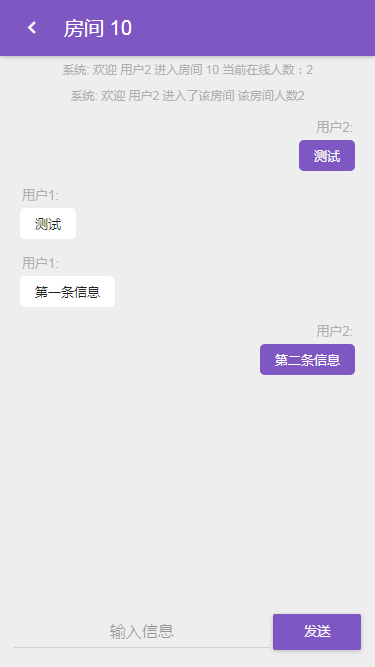 房间 10
系统: 欢迎 用户2 进入房间 10 当前在线人数：2
系统: 欢迎 用户2 进入了该房间 该房间人数2
用户2:
测试
用户1:
测试
用户1:
第一条信息
用户2:
第二条信息
输入信息
发送